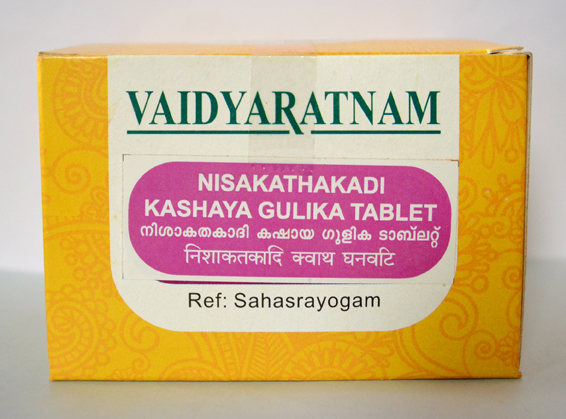 VAIDYARATNAM
NISAKATHAKADI
KASHAYA GULIKA TABLET
നിശാകതകാദി കഷായ ഗുളിക ടാബ്‌ലറ്റ്
निशाकतकादि क्वाथ घनवटि
Ref: Sahasrayogam